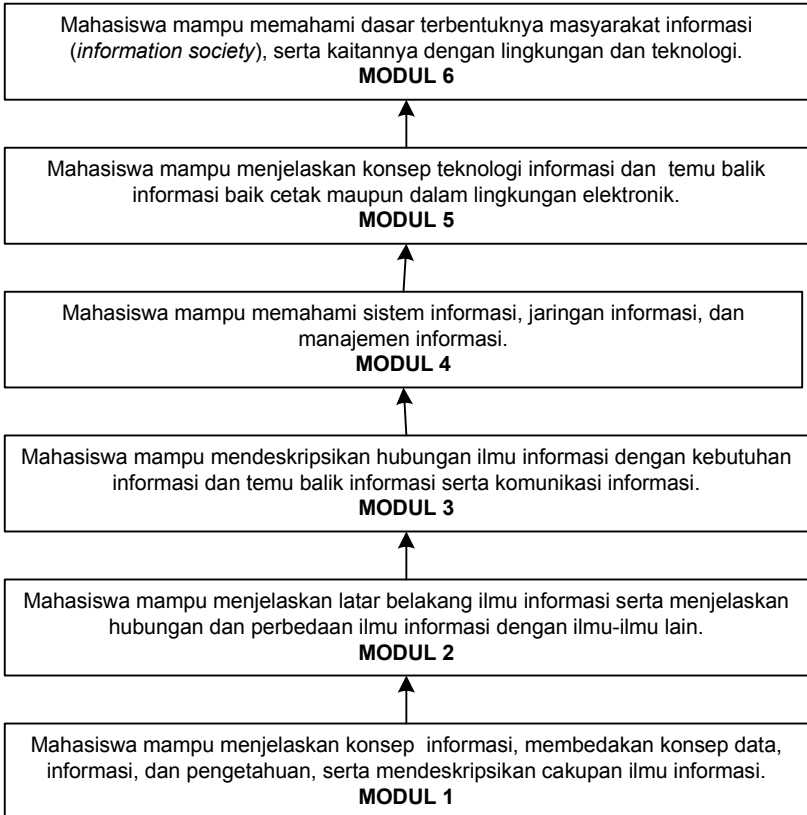 Mahasiswa mampu memahami dasar terbentuknya masyarakat informasi
(information society), serta kaitannya dengan lingkungan dan teknologi.
MODUL 6
Mahasiswa mampu menjelaskan konsep teknologi informasi dan temu balik
informasi baik cetak maupun dalam lingkungan elektronik.
MODUL 5
Mahasiswa mampu memahami sistem informasi, jaringan informasi, dan
manajemen informasi.
MODUL 4
Mahasiswa mampu mendeskripsikan hubungan ilmu informasi dengan kebutuhan
informasi dan temu balik informasi serta komunikasi informasi.
MODUL 3
Mahasiswa mampu menjelaskan latar belakang ilmu informasi serta menjelaskan
hubungan dan perbedaan ilmu informasi dengan ilmu-ilmu lain.
MODUL 2
Mahasiswa mampu menjelaskan konsep informasi, membedakan konsep data,
informasi, dan pengetahuan, serta mendeskripsikan cakupan ilmu informasi.
MODUL 1